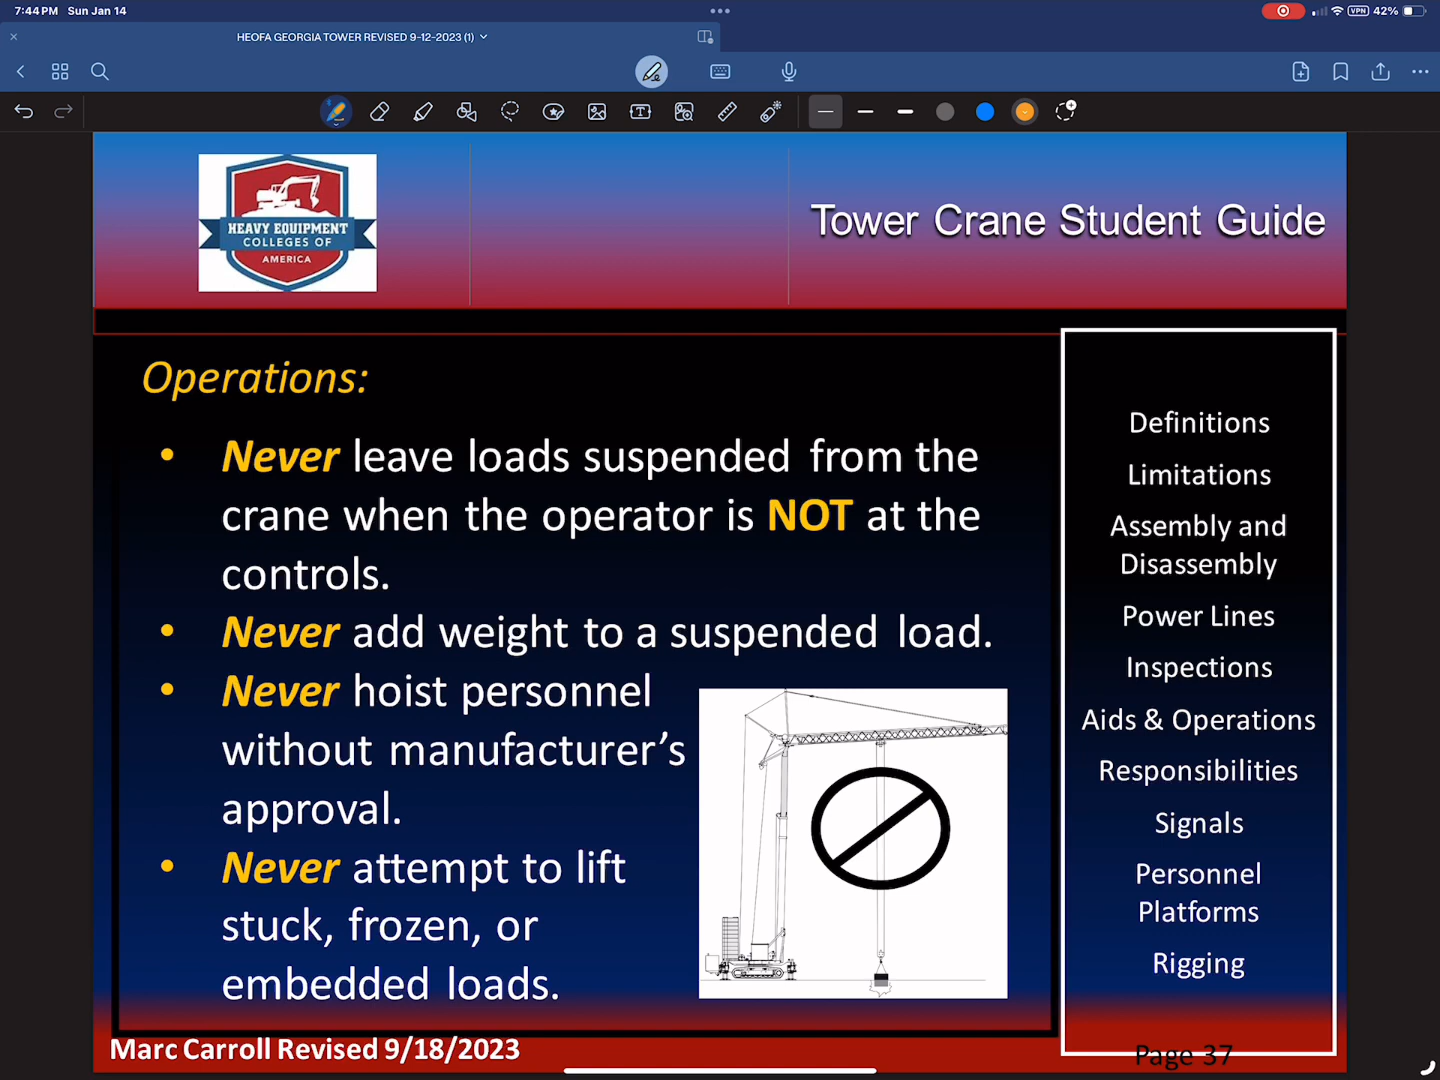 7:44 PM Sun Jan 14
VPN 42%
HEOFA GEORGIA TOWER REVISED 9-12-2023 (1)
HEAVY EQUIPMENT
COLLEGES OF
AMERICA
Tower Crane Student Guide
Operations:
• Never leave loads suspended from the
crane when the operator is NOT at the
controls.
• Never add weight to a suspended load.
• Never hoist personnel
without manufacturer's
approval.
• Never attempt to lift
stuck, frozen, or
embedded loads.
Definitions
Limitations
Assembly and
Disassembly
Power Lines
Inspections
Aids & Operations
Responsibilities
Signals
Personnel
Platforms
Rigging
Marc Carroll Revised 9/18/2023
Page 37